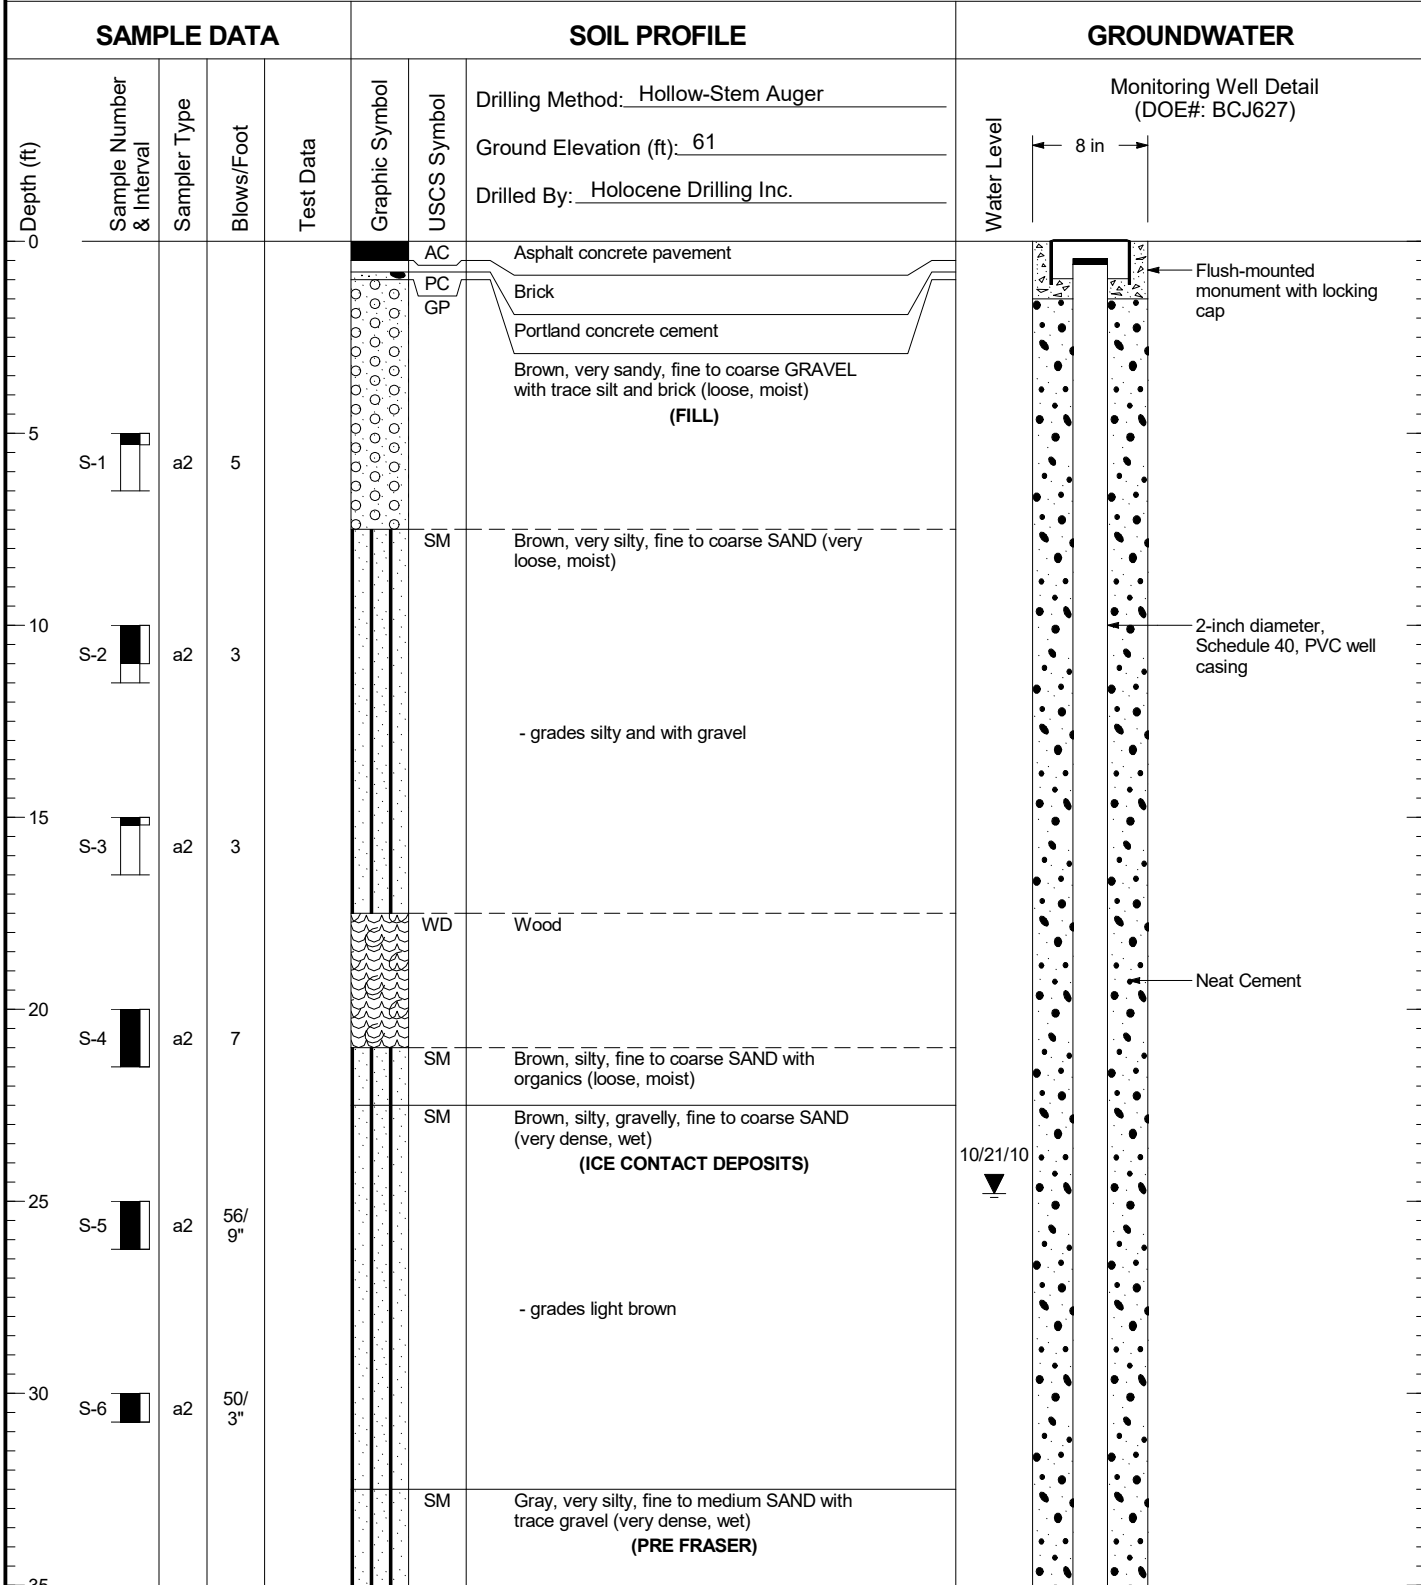 SAMPLE DATA
SOIL PROFILE
GROUNDWATER
Depth (ft)
Sample Number
& Interval
Sampler Type
Blows/Foot
Test Data
Graphic Symbol
USCS Symbol
Drilling Method: Hollow-Stem Auger
Ground Elevation (ft): 61
Drilled By: Holocene Drilling Inc.
Water Level
Monitoring Well Detail
(DOE#: BCJ627)
8 in
0
AC
Asphalt concrete pavement
Flush-mounted
monument with locking
cap
PC
Brick
GP
Portland concrete cement
Brown, very sandy, fine to coarse GRAVEL
with trace silt and brick (loose, moist)
(FILL)
5
S-1
a2
5
SM
Brown, very silty, fine to coarse SAND (very
loose, moist)
10
S-2
a2
3
2-inch diameter,
Schedule 40, PVC well
casing
- grades silty and with gravel
15
S-3
a2
3
WD
Wood
Neat Cement
20
S-4
a2
7
SM
Brown, silty, fine to coarse SAND with
organics (loose, moist)
SM
Brown, silty, gravelly, fine to coarse SAND
(very dense, wet)
(ICE CONTACT DEPOSITS)
10/21/10
25
S-5
a2
56/
9"
- grades light brown
30
S-6
a2
50/
3"
SM
Gray, very silty, fine to medium SAND with
trace gravel (very dense, wet)
(PRE FRASER)
35